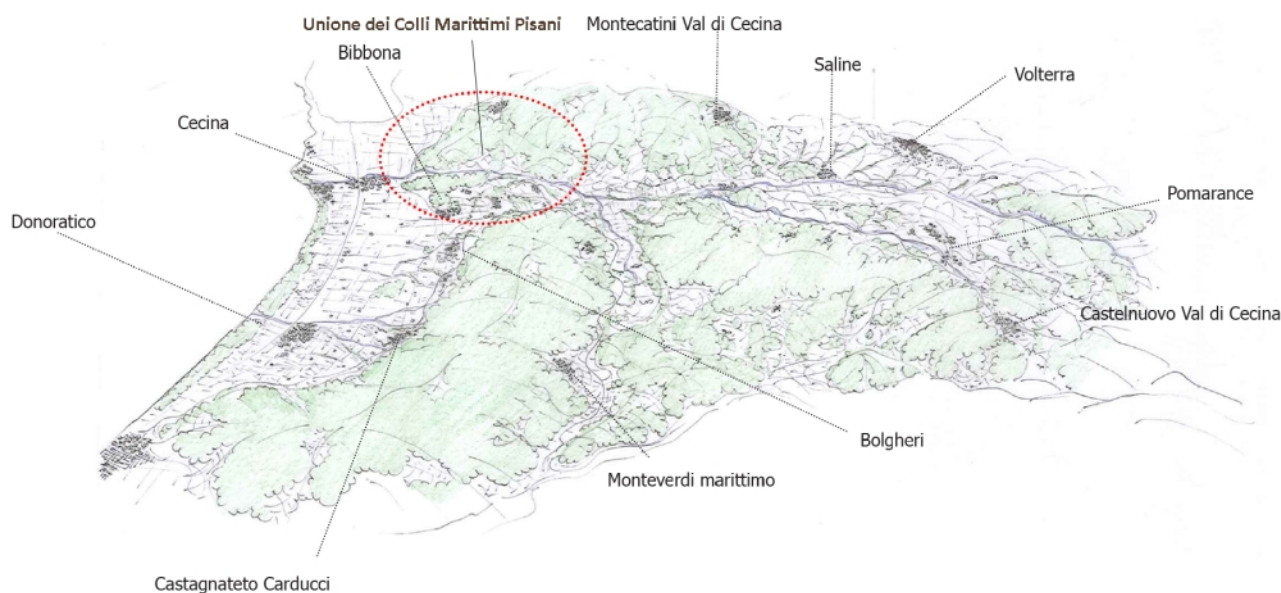 Unione dei Colli Marittimi Pisani
Montecatini Val di Cecina
Bibbona
Saline
Volterra
Cecina
Pomarance
Donoratico
Castelnuovo Val di Cecina
Bolgheri
Monteverdi marittimo
Castagnateto Carducci